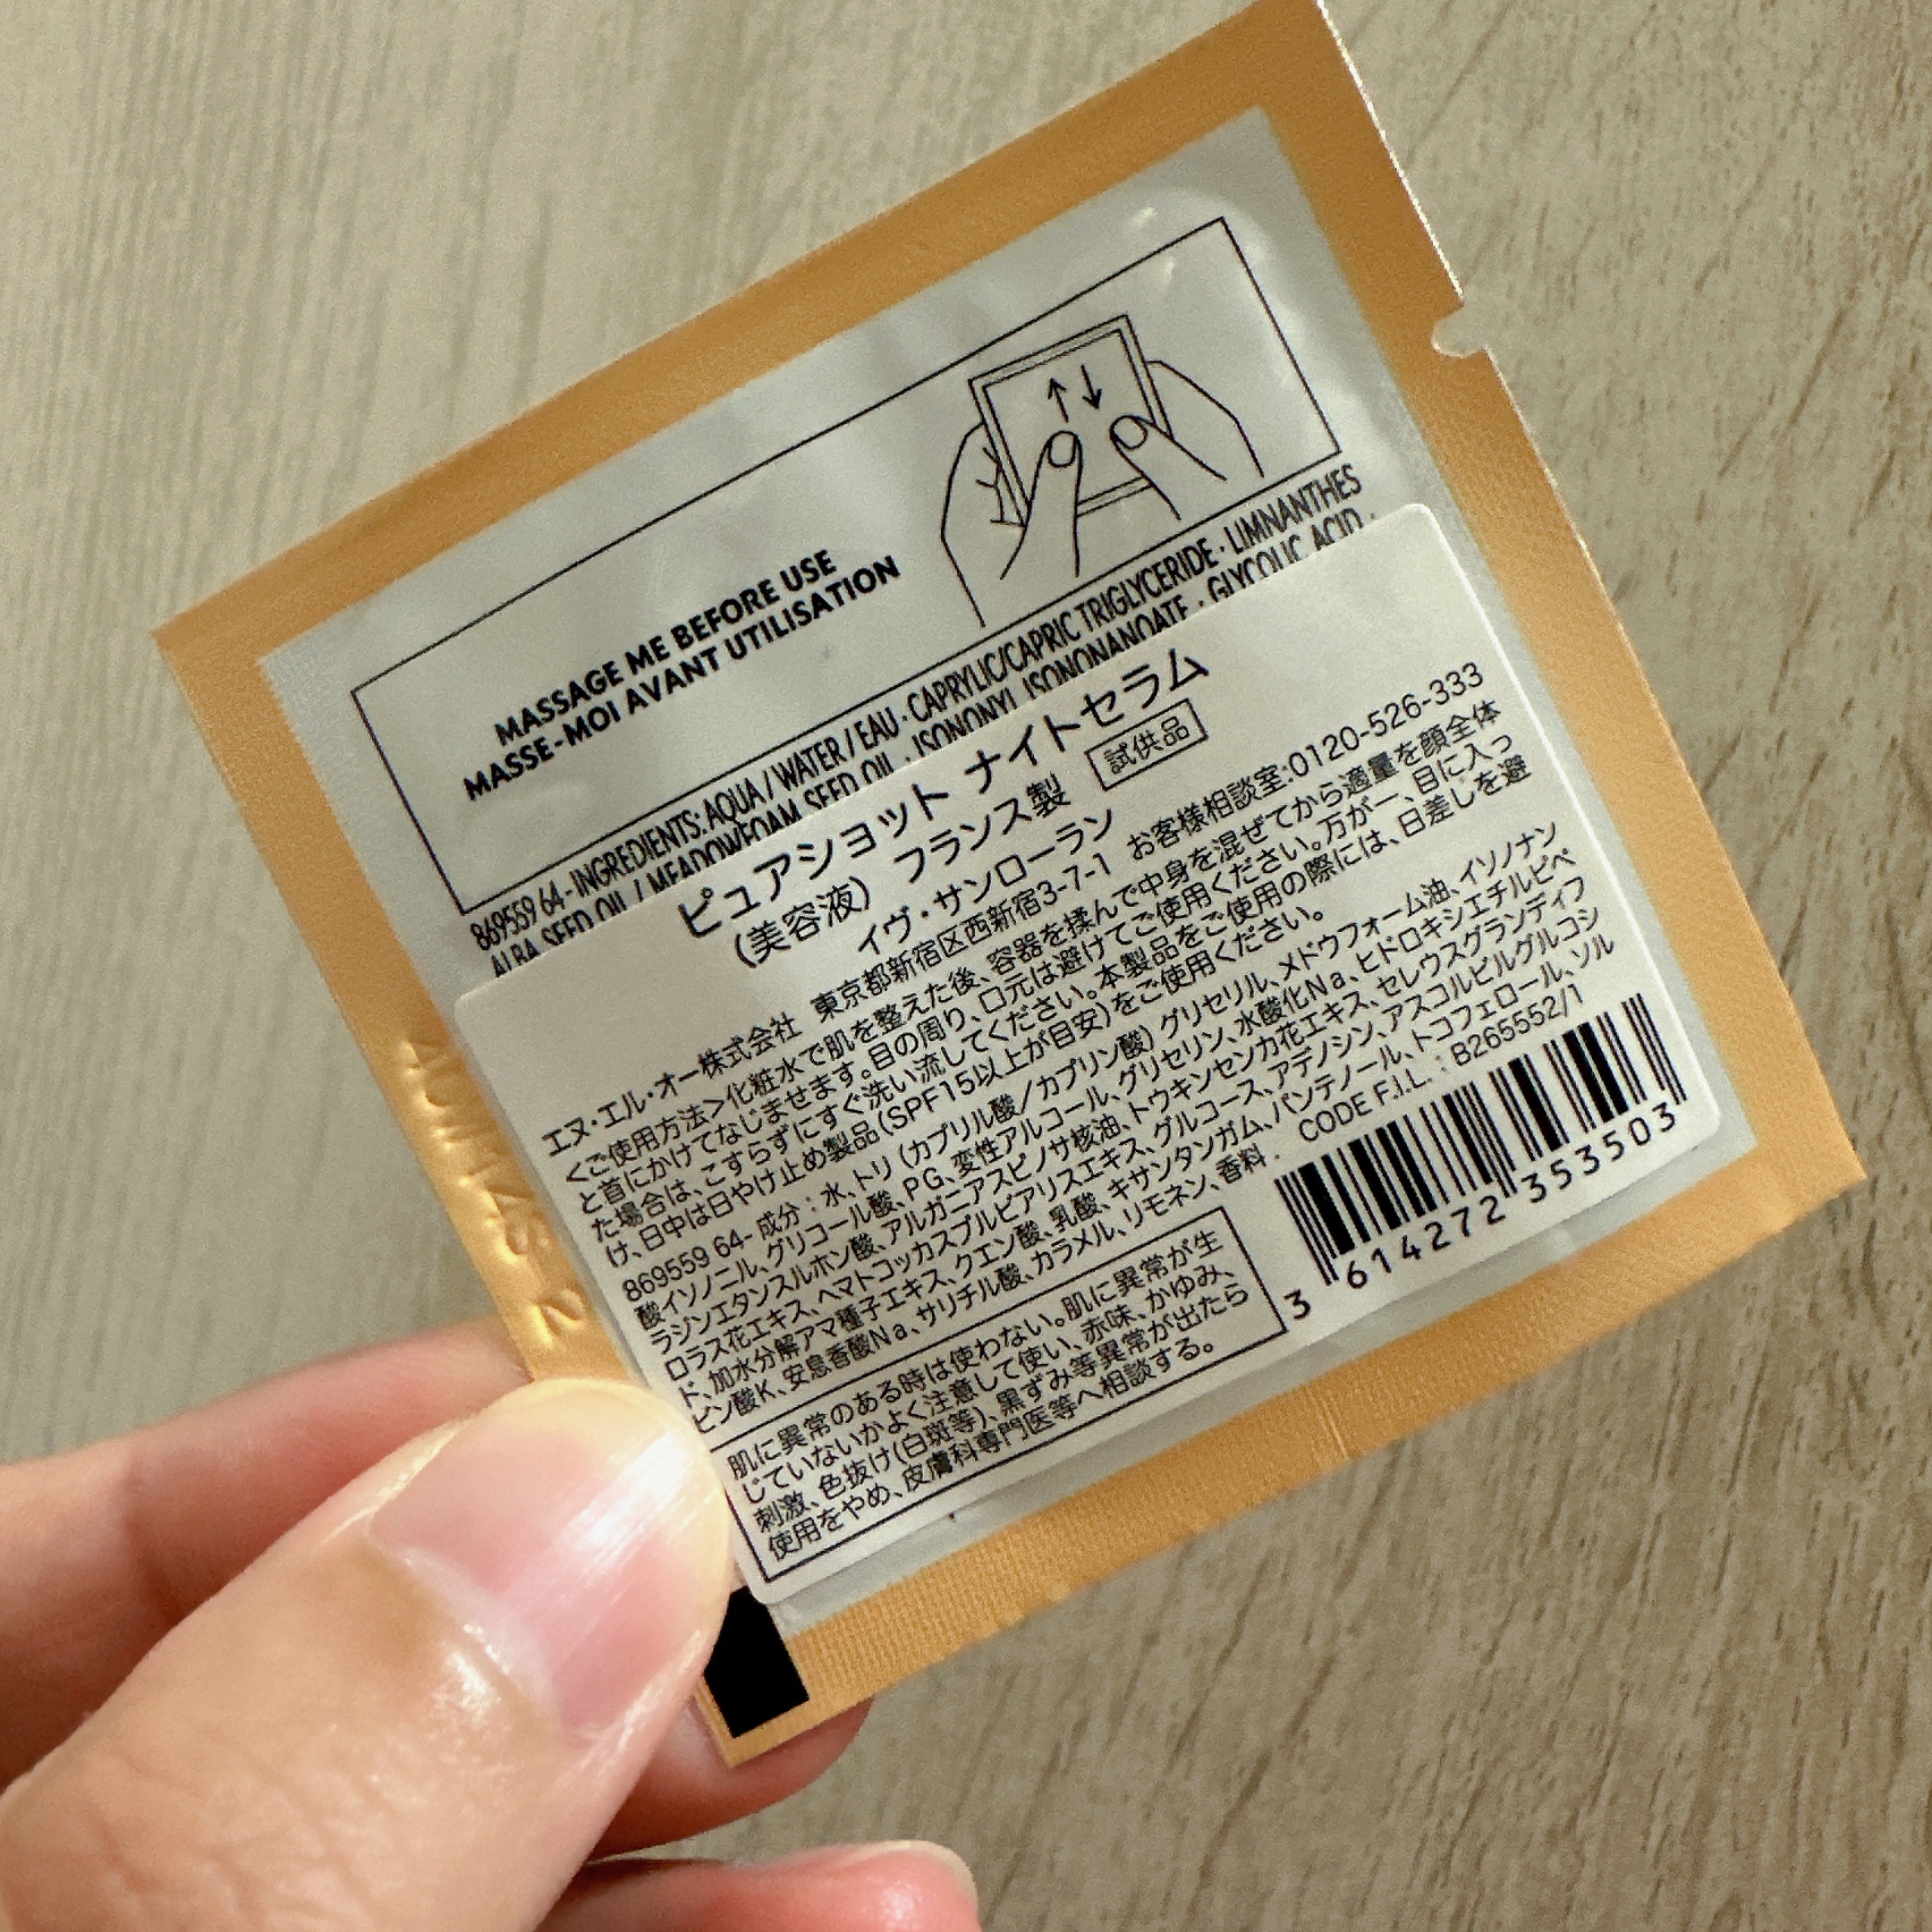 MASSAGE ME BEFORE USE
MASSE-MOI AVANT UTILISATION
869559 64 - INGREDIENTS: AQUA / WATER / EAU · CAPRYLIC/CAPRIC TRIGLYCERIDE · LIMNANTHES
ALBA SEED OIL / MEADOWFOAM SEED OIL · ISONONYL ISONONANOATE · GLYCOLIC ACID ·
ピュアショット ナイトセラム
(美容液) フランス製 試供品
イヴ・サンローラン
エヌ・エル・オー株式会社 東京都新宿区西新宿3-7-1 お客様相談室:0120-526-333
<ご使用方法>化粧水で肌を整えた後、容器を揉んで中身を混ぜてから適量を顔全体
と首にかけてなじませます。目の周り、口元は避けてご使用ください。万が一、目に入っ
た場合は、こすらずにすぐ洗い流してください。本製品をご使用の際には、日差しを避
け、日中は日やけ止め製品(SPF15以上が目安)をご使用ください。
869559 64- 成分：水、トリ（カプリル酸／カプリン酸）グリセリル、メドウフォーム油、イソノナン
酸イソノニル、グリコール酸、PG、変性アルコール、グリセリン、水酸化Na、ヒドロキシエチルピペ
ラジンエタンスルホン酸、アルガニアスピノサ核油、トウキンセンカ花エキス、セレウスグランディフ
ロラス花エキス、ヘマトコッカスプルビアリスエキス、グルコース、アデノシン、アスコルビルグルコシ
ド、加水分解アマ種子エキス、クエン酸、乳酸、キサンタンガム、パンテノール、トコフェロール、ソル
ビン酸K、安息香酸Na、サリチル酸、カラメル、リモネン、香料. CODE F.I.L. : B265552/1
肌に異常のある時は使わない。肌に異常が生
じていないかよく注意して使い、赤味、かゆみ、
刺激、色抜け(白斑等)、黒ずみ等異常が出たら
使用をやめ、皮膚科専門医等へ相談する。
3 614272 353503